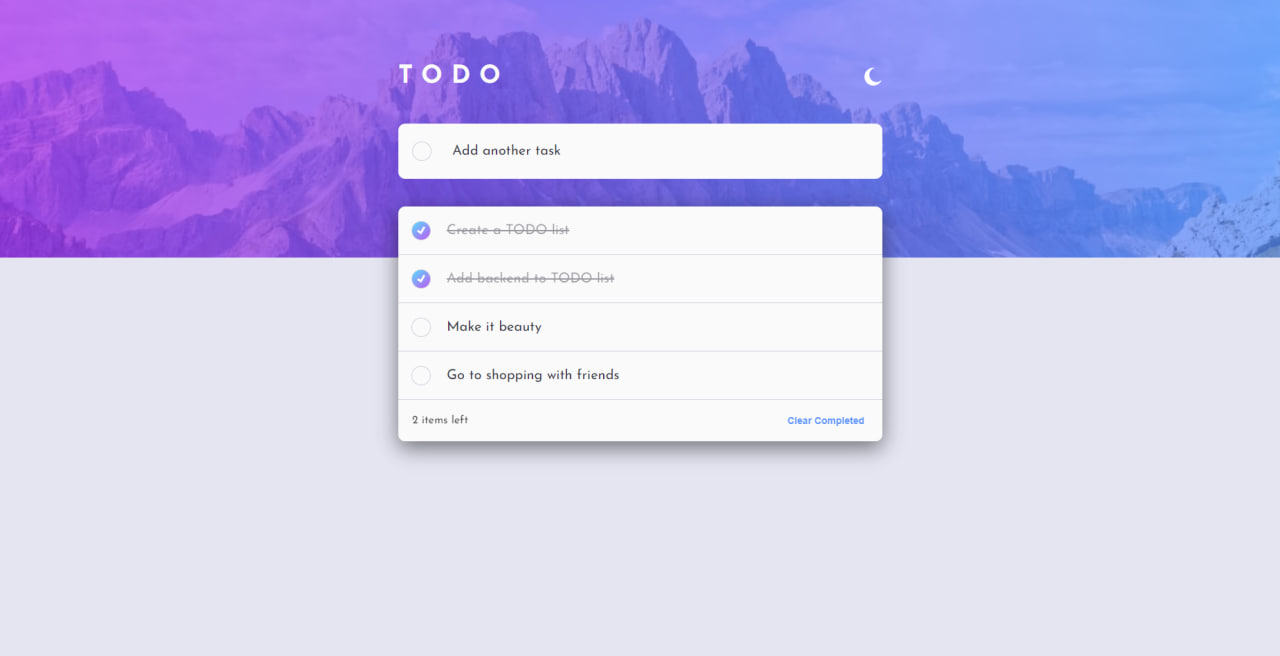 TODO
Add another task
Create a TODO list
Add backend to TODO list
Make it beauty
Go to shopping with friends
2 items left
Clear Completed